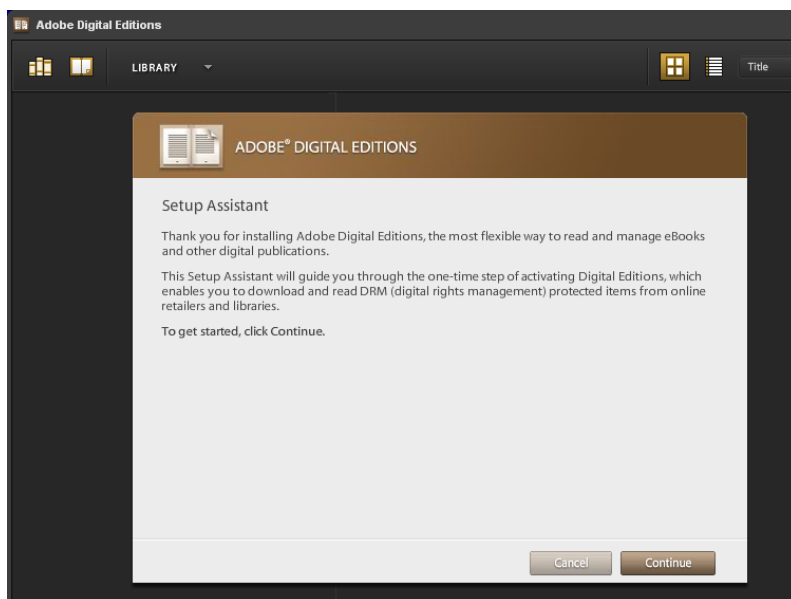 Adobe Digital Editions
LIBRARY
Title
ADOBE® DIGITAL EDITIONS
Setup Assistant
Thank you for installing Adobe Digital Editions, the most flexible way to read and manage eBooks
and other digital publications.
This Setup Assistant will guide you through the one-time step of activating Digital Editions, which
enables you to download and read DRM (digital rights management) protected items from online
retailers and libraries.
To get started, click Continue.
Cancel
Continue